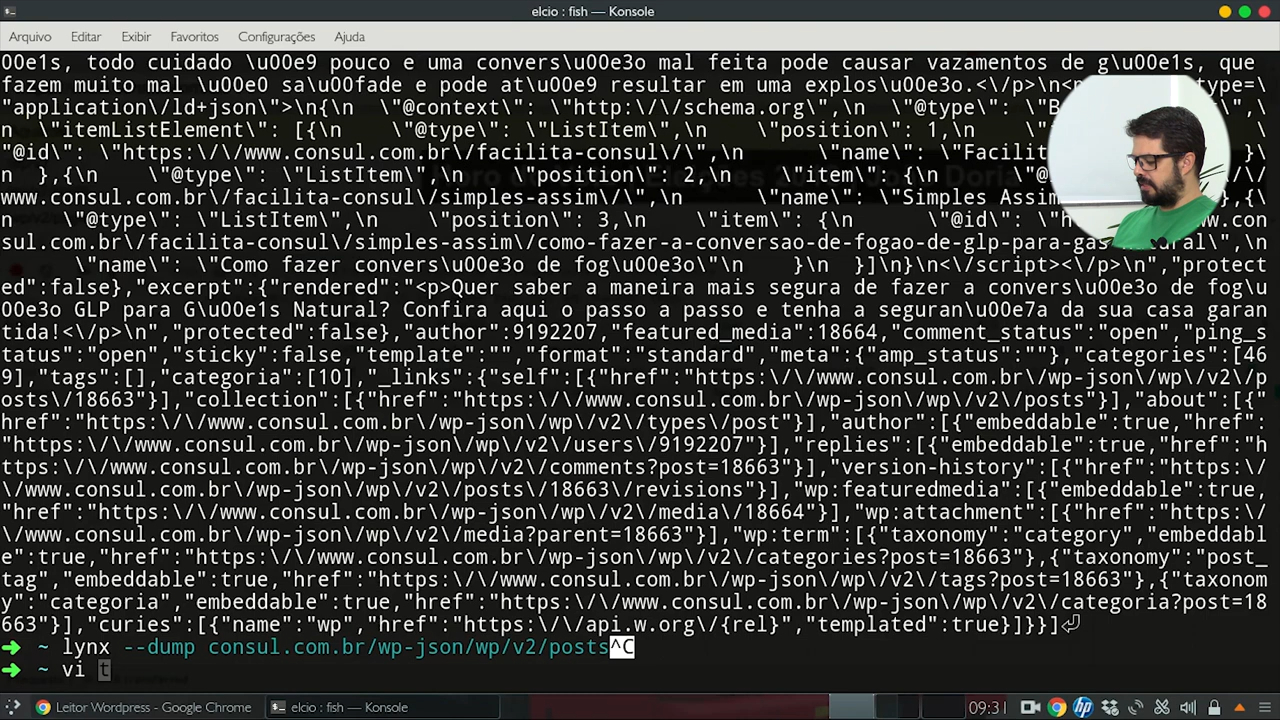 elcio : fish — Konsole
Arquivo Editar Exibir Favoritos Configurações Ajuda
00e1s, todo cuidado \u00e9 pouco e uma convers\u00e3o mal feita pode causar vazamentos de g\u00e1s, que
fazem muito mal \u00e0 sa\u00fade e pode at\u00e9 resultar em uma explos\u00e3o.<\/p>\n<p type=\
"application\/ld+json\">\n{\n \"@context\": \"http:\/\/schema.org\",\n \"@type\": \"B \",\
n \"itemListElement\": [{\n \"@type\": \"ListItem\",\n \"position\": 1,\n \"
"@id\": \"https:\/\/www.consul.com.br\/facilita-consul\/\",\n \"name\": \"Facilit }\
n },{\n \"@type\": \"ListItem\",\n \"position\": 2,\n \"item\": {\n \"@ \/\/
www.consul.com.br\/facilita-consul\/simples-assim\/\",\n \"name\": \"Simples Assim },{\
n \"@type\": \"ListItem\",\n \"position\": 3,\n \"item\": {\n \"@id\": \"h w.con
sul.com.br\/facilita-consul\/simples-assim\/como-fazer-a-conversao-de-fogao-de-glp-para-gas ral\",\n
\"name\": \"Como fazer convers\u00e3o de fog\u00e3o\"\n }\n }]\n}\n<\/script><\/p>\n","protect
ed":false},"excerpt":{"rendered":"<p>Quer saber a maneira mais segura de fazer a convers\u00e3o de fog\u
00e3o GLP para G\u00e1s Natural? Confira aqui o passo a passo e tenha a seguran\u00e7a da sua casa garan
tida!<\/p>\n","protected":false},"author":9192207,"featured_media":18664,"comment_status":"open","ping_s
tatus":"open","sticky":false,"template":"","format":"standard","meta":{"amp_status":""},"categories":[46
9],"tags":[],"categoria":[10],"_links":{"self":[{"href":"https:\/\/www.consul.com.br\/wp-json\/wp\/v2\/p
osts\/18663"}],"collection":[{"href":"https:\/\/www.consul.com.br\/wp-json\/wp\/v2\/posts"}],"about":[{"
href":"https:\/\/www.consul.com.br\/wp-json\/wp\/v2\/types\/post"}],"author":[{"embeddable":true,"href":
"https:\/\/www.consul.com.br\/wp-json\/wp\/v2\/users\/9192207"}],"replies":[{"embeddable":true,"href":"h
ttps:\/\/www.consul.com.br\/wp-json\/wp\/v2\/comments?post=18663"}],"version-history":[{"href":"https:\/
\/www.consul.com.br\/wp-json\/wp\/v2\/posts\/18663\/revisions"}],"wp:featuredmedia":[{"embeddable":true,
"href":"https:\/\/www.consul.com.br\/wp-json\/wp\/v2\/media\/18664"}],"wp:attachment":[{"href":"https:\/
\/www.consul.com.br\/wp-json\/wp\/v2\/media?parent=18663"}],"wp:term":[{"taxonomy":"category","embeddabl
e":true,"href":"https:\/\/www.consul.com.br\/wp-json\/wp\/v2\/categories?post=18663"},{"taxonomy":"post_
tag","embeddable":true,"href":"https:\/\/www.consul.com.br\/wp-json\/wp\/v2\/tags?post=18663"},{"taxonom
y":"categoria","embeddable":true,"href":"https:\/\/www.consul.com.br\/wp-json\/wp\/v2\/categoria?post=18
663"}],"curies":[{"name":"wp","href":"https:\/\/api.w.org\/{rel}","templated":true}]}}]⏎
➜ ~ lynx --dump consul.com.br/wp-json/wp/v2/posts^C
➜ ~ vi t
Leitor Wordpress - Google Chrome elcio : fish — Konsole 09:31